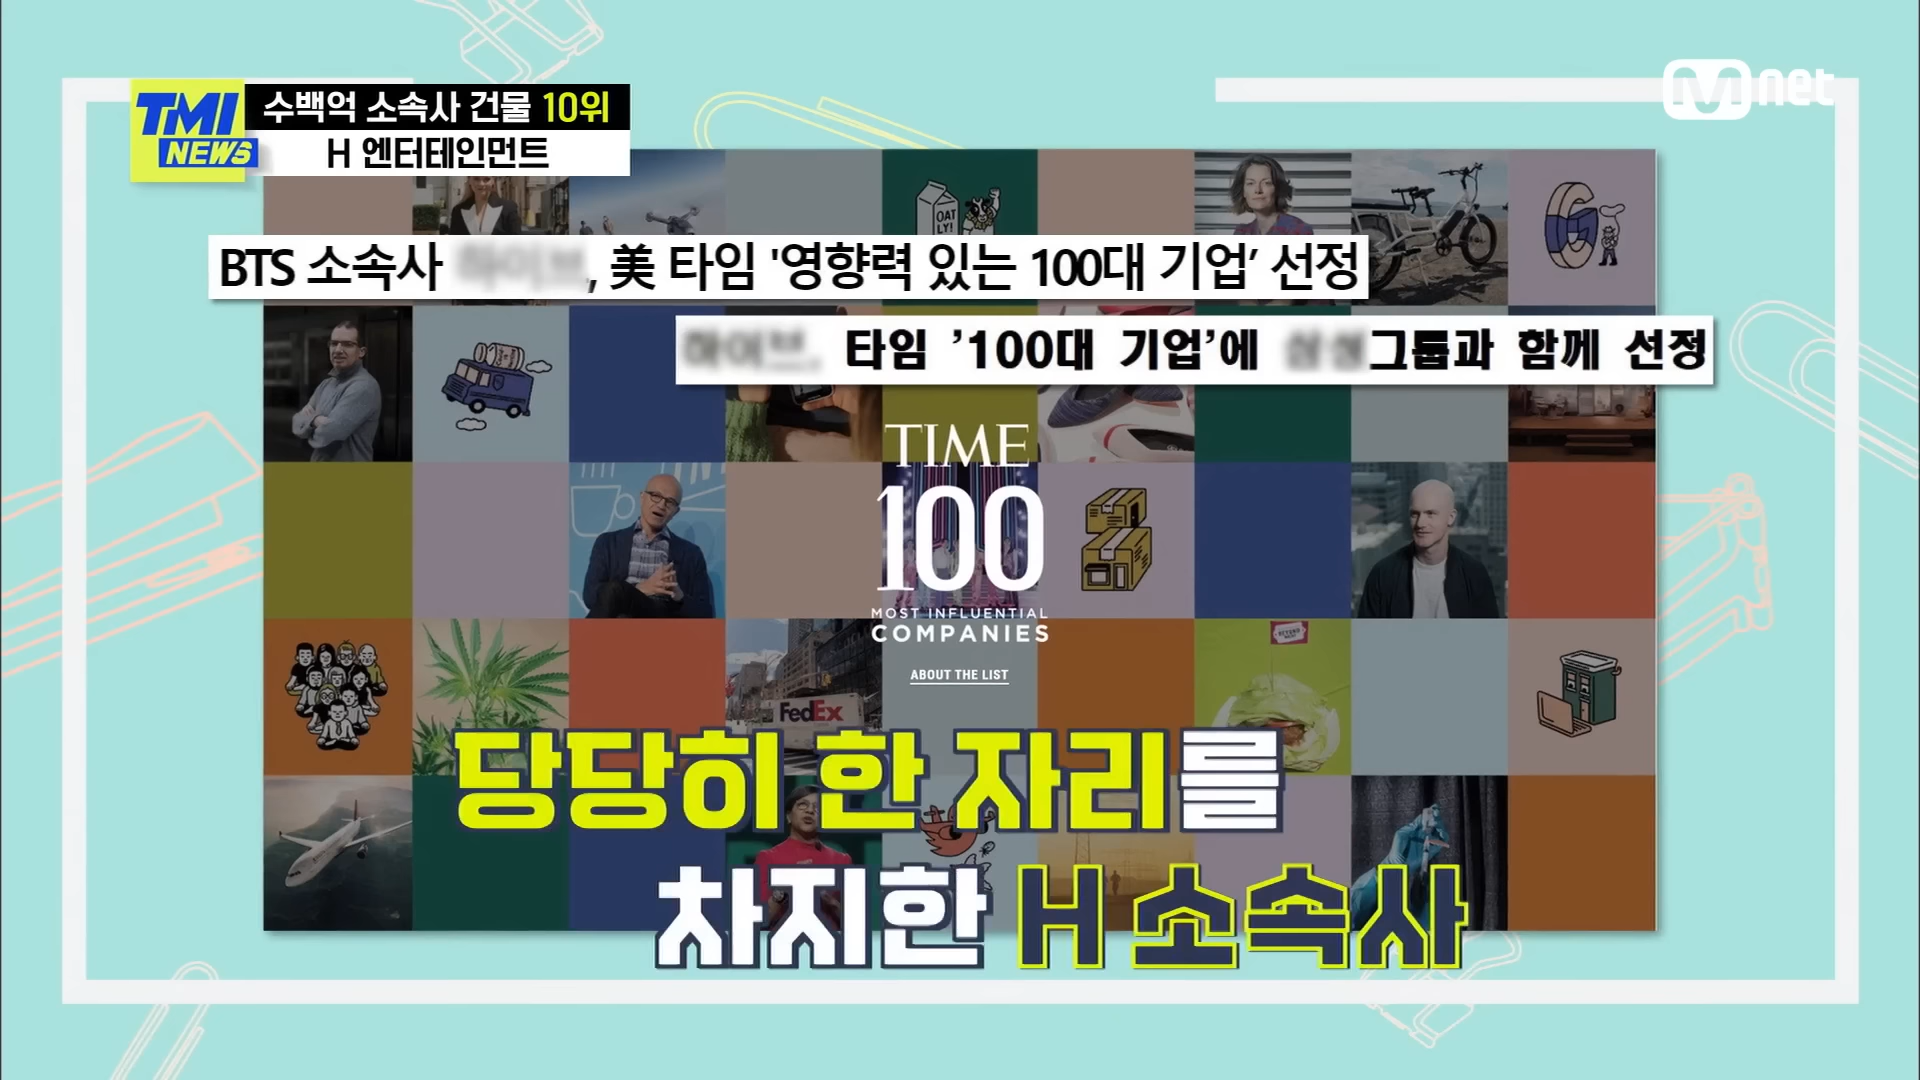 TMI
NEWS
수백억 소속사 건물 10위
H 엔터테인먼트
Mnet
OAT
LY!
BTS 소속사 , 美 타임 '영향력 있는 100대 기업' 선정
타임 '100대 기업'에 그룹과 함께 선정
TIME
100
MOST INFLUENTIAL
COMPANIES
ABOUT THE LIST
BEYOND
FedEx
당당히 한 자리를
차지한 H 소속사